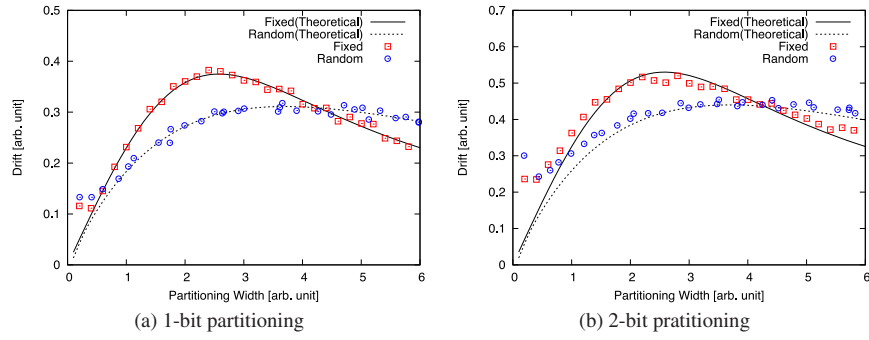 Fixed(Theoretical)
Random(Theoretical)
Fixed
Random
0.5
0.4
0.3
0.2
0.1
0
Drift [arb. unit]
0 1 2 3 4 5 6
Partitioning Width [arb. unit]
(a) 1-bit partitioning
Fixed(Theoretical)
Random(Theoretical)
Fixed
Random
0.7
0.6
0.5
0.4
0.3
0.2
0.1
0
Drift [arb. unit]
0 1 2 3 4 5 6
Partitioning Width [arb. unit]
(b) 2-bit pratitioning